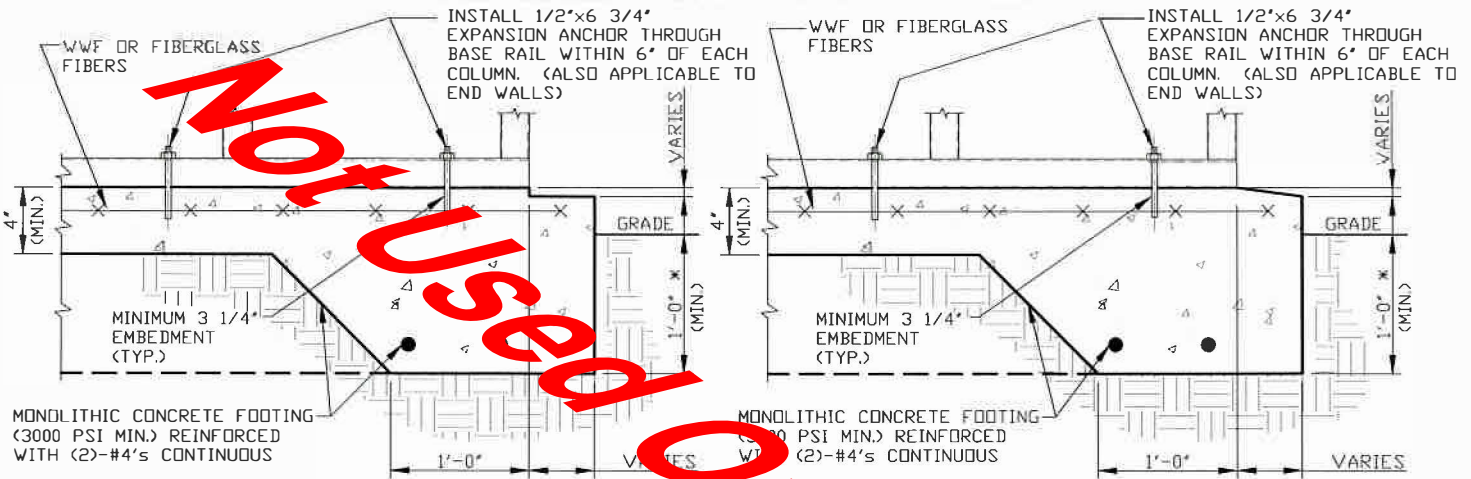 WWF OR FIBERGLASS
FIBERS
INSTALL 1/2"x6 3/4"
EXPANSION ANCHOR THROUGH
BASE RAIL WITHIN 6" OF EACH
COLUMN. (ALSO APPLICABLE TO
END WALLS)
VARIES
4"
(MIN.)
GRADE
1'-0" *
(MIN.)
MINIMUM 3 1/4"
EMBEDMENT
(TYP.)
MONOLITHIC CONCRETE FOOTING
(3000 PSI MIN.) REINFORCED
WITH (2)-#4's CONTINUOUS
1'-0"
VARIES
Not Used
WWF OR FIBERGLASS
FIBERS
INSTALL 1/2"x6 3/4"
EXPANSION ANCHOR THROUGH
BASE RAIL WITHIN 6" OF EACH
COLUMN. (ALSO APPLICABLE TO
END WALLS)
VARIES
4"
(MIN.)
GRADE
1'-0" *
(MIN.)
MINIMUM 3 1/4"
EMBEDMENT
(TYP.)
MONOLITHIC CONCRETE FOOTING
PSI MIN.) REINFORCED
(2)-#4's CONTINUOUS
1'-0"
VARIES